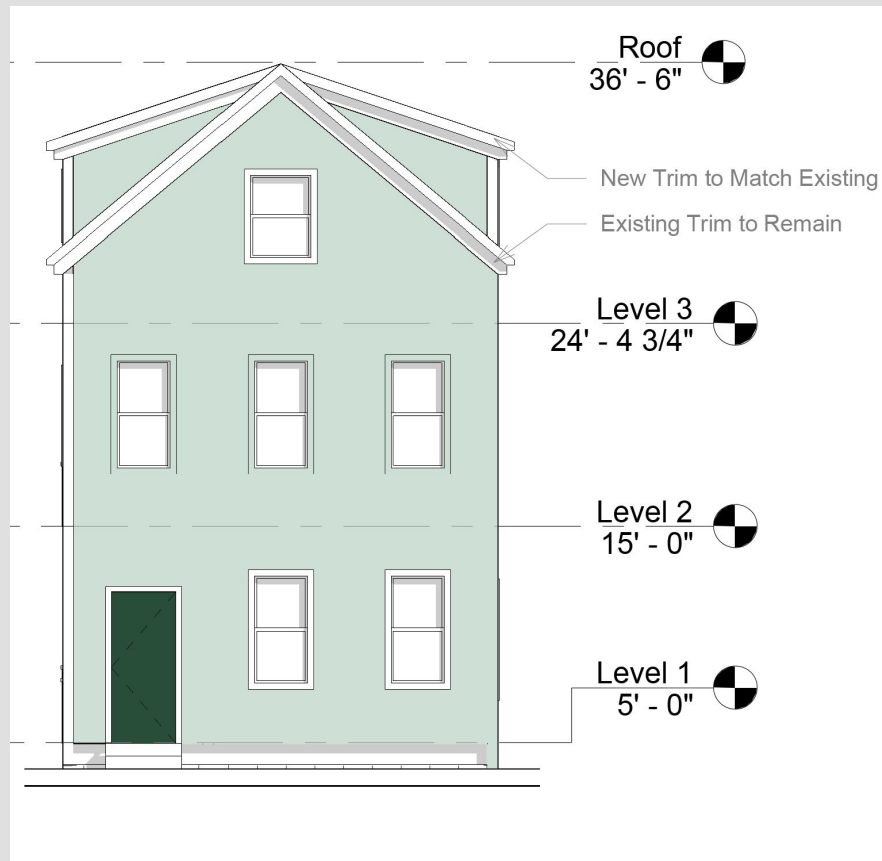 Roof
36' - 6"
New Trim to Match Existing
Existing Trim to Remain
Level 3
24' - 4 3/4"
Level 2
15' - 0"
Level 1
5' - 0"